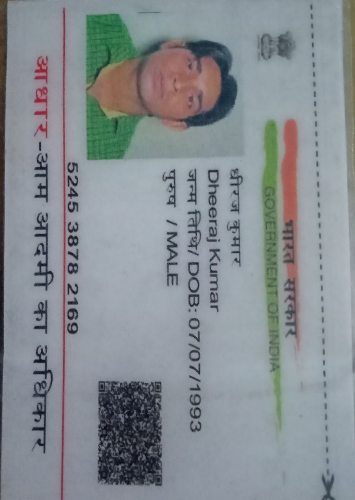 भारत सरकार
GOVERNMENT OF INDIA
धीरज कुमार
Dheeraj Kumar
जन्म तिथि/ DOB: 07/07/1993
पुरुष / MALE
5245 3878 2169
आधार-आम आदमी का अधिकार